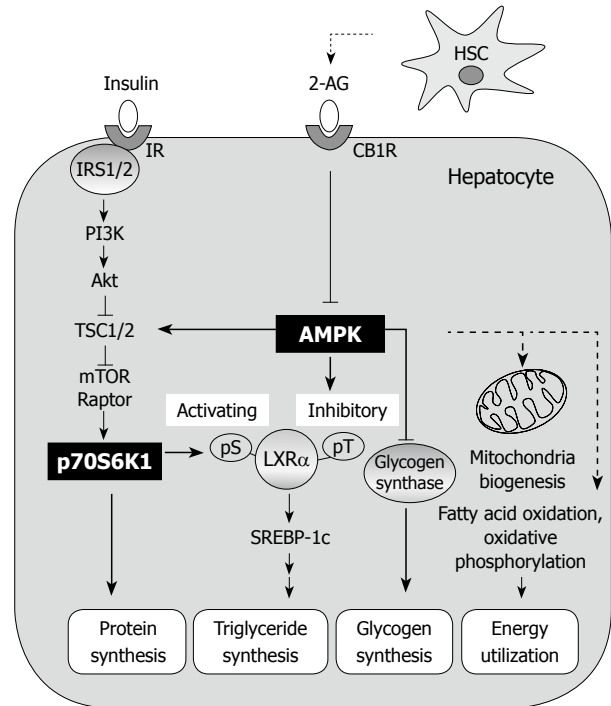 HSC
Insulin
2-AG
IR
CB1R
IRS1/2
Hepatocyte
PI3K
Akt
TSC1/2
AMPK
mTOR
Raptor
Activating
Inhibitory
p70S6K1
pS
LXRα
pT
Glycogen
synthase
Mitochondria
biogenesis
SREBP-1c
Fatty acid oxidation,
oxidative
phosphorylation
Protein
synthesis
Triglyceride
synthesis
Glycogen
synthesis
Energy
utilization